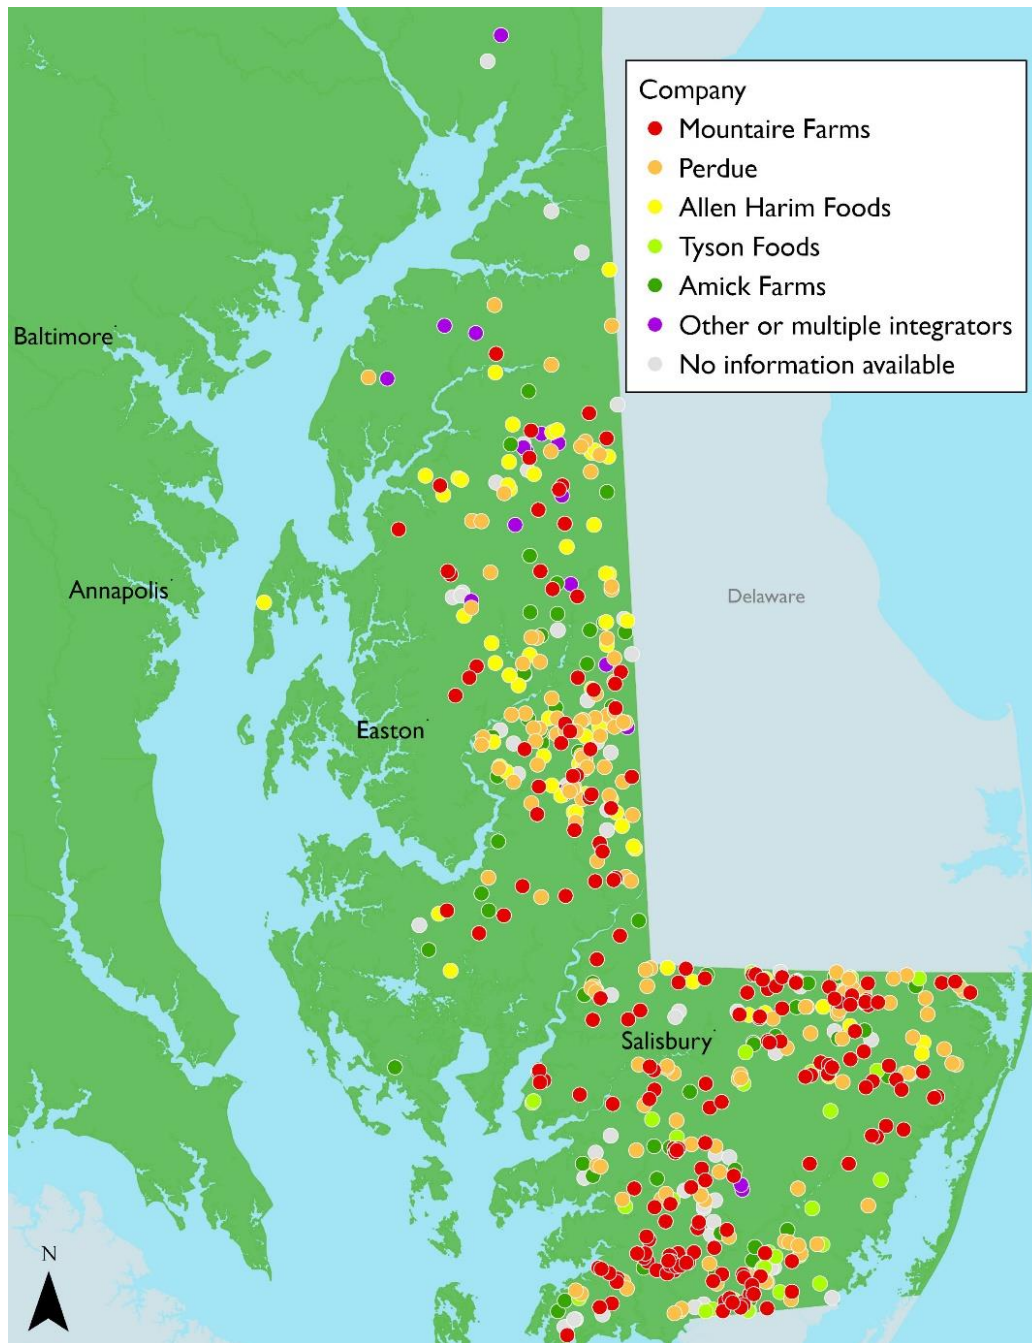 Company
Mountaire Farms
Perdue
Allen Harim Foods
Tyson Foods
Amick Farms
Other or multiple integrators
No information available
Baltimore
Annapolis
Delaware
Easton
Salisbury
N